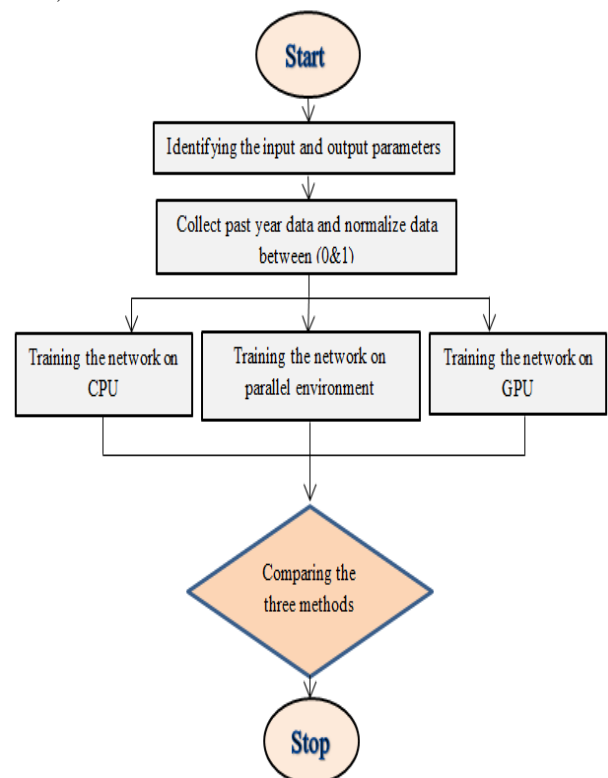 Start
Identifying the input and output parameters
Collect past year data and normalize data
between (0&1)
Training the network on
CPU
Training the network on
parallel environment
Training the network on
GPU
Comparing the
three methods
Stop